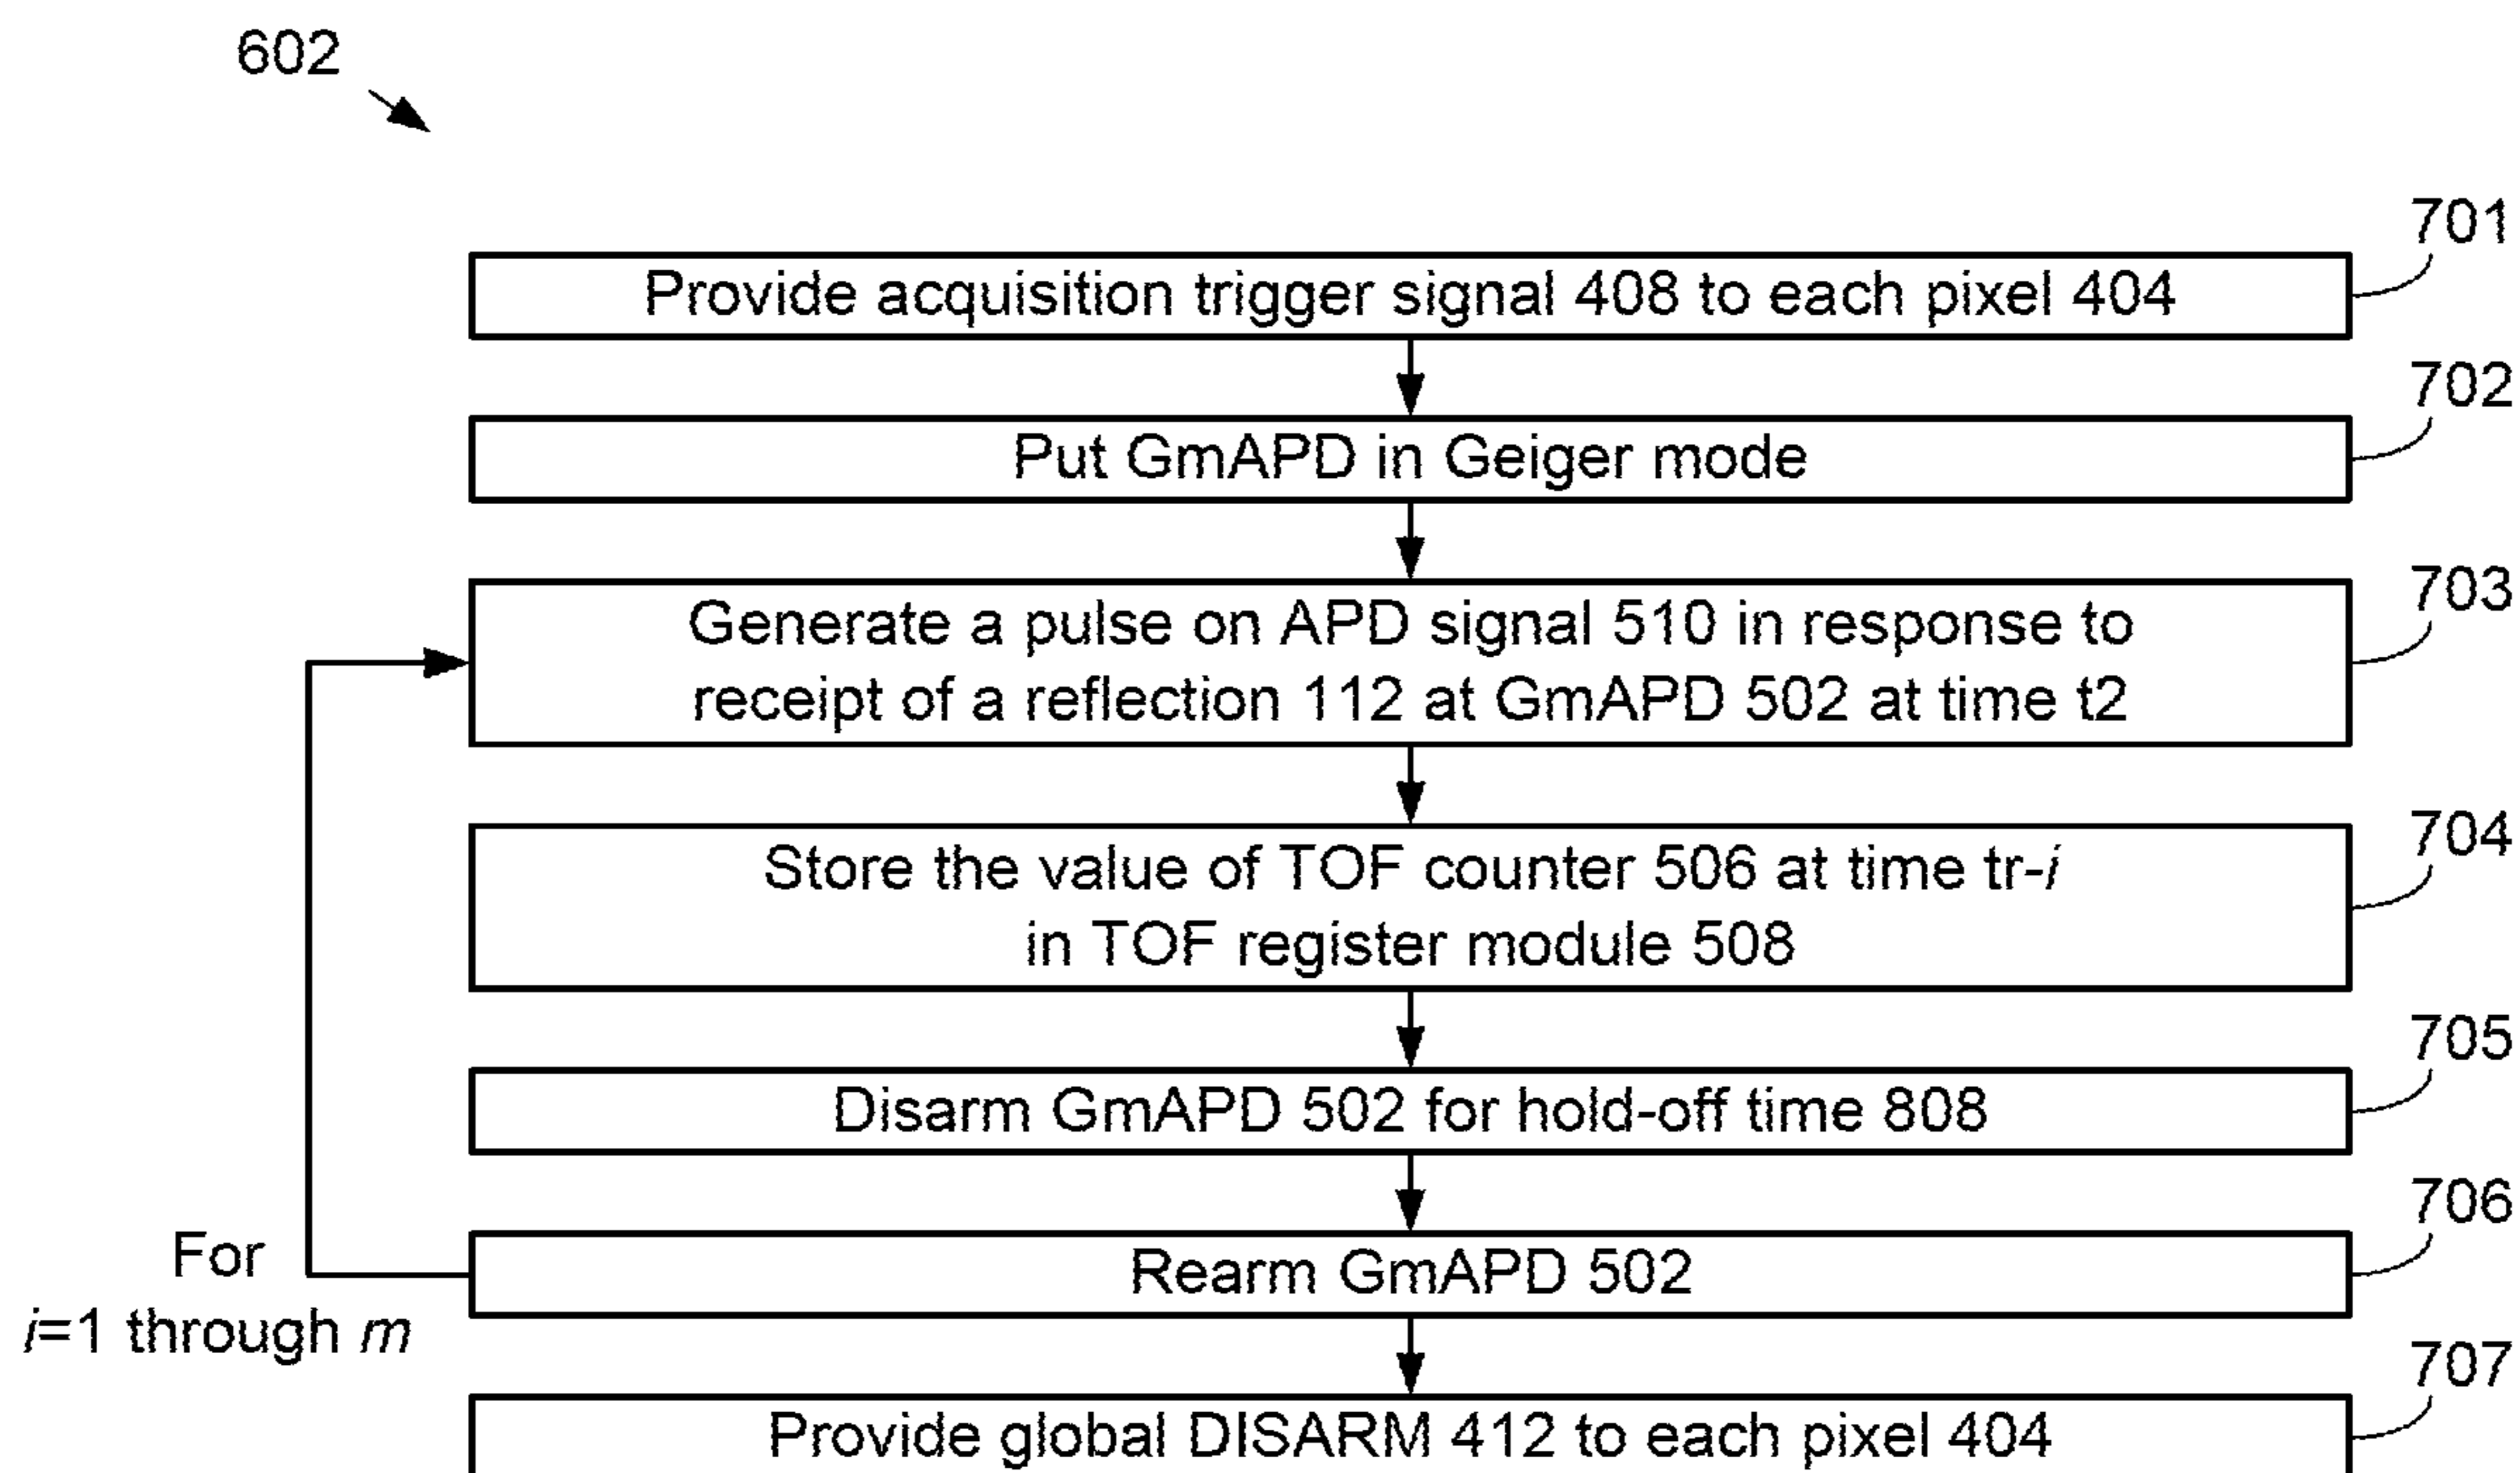 602
701
Provide acquisition trigger signal 408 to each pixel 404
702
Put GmAPD in Geiger mode
703
Generate a pulse on APD signal 510 in response to
receipt of a reflection 112 at GmAPD 502 at time t2
704
Store the value of TOF counter 506 at time tr-i
in TOF register module 508
705
Disarm GmAPD 502 for hold-off time 808
706
Rearm GmAPD 502
For
i=1 through m
707
Provide global DISARM 412 to each pixel 404